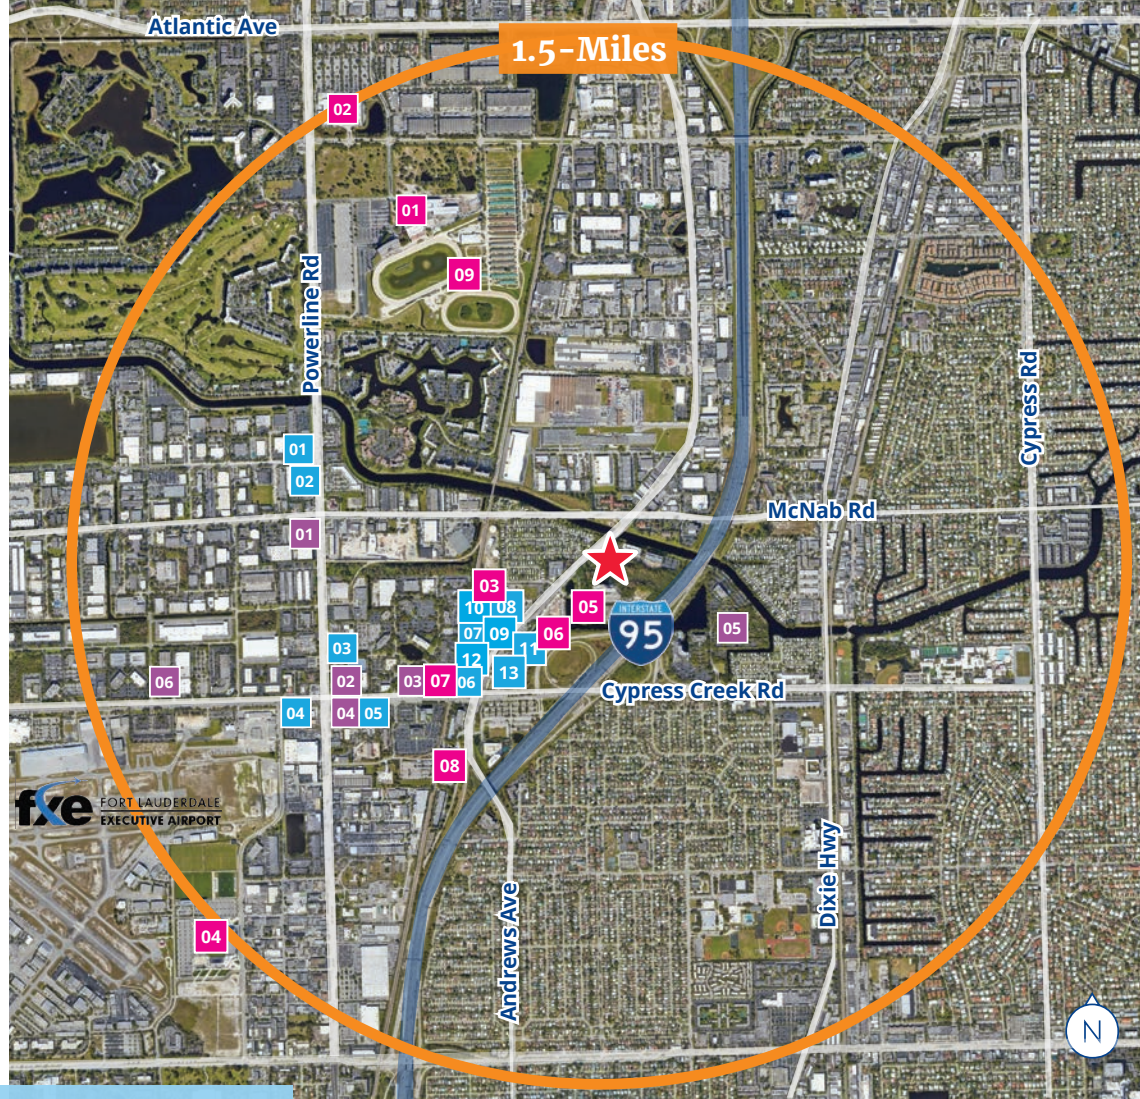 Atlantic Ave
1.5-Miles
02
01
09
Powerline Rd
Cypress Rd
01
02
McNab Rd
01
03
10 08
05
07 09 06
INTERSTATE
95
05
03
11
12
13
06
02
03 07 06
Cypress Creek Rd
04
04 05
08
fxe FORT LAUDERDALE
EXECUTIVE AIRPORT
Dixie Hwy
Andrews Ave
04
N